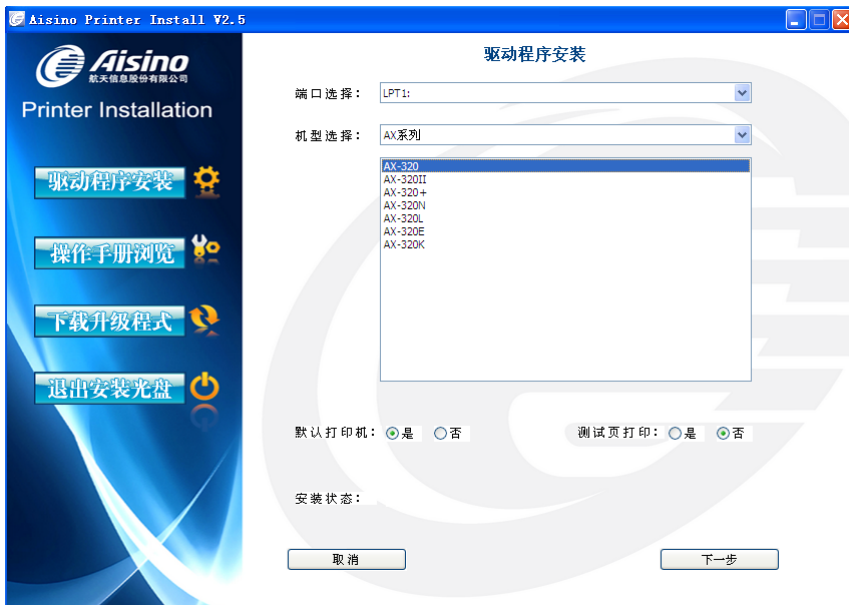 Aisino Printer Install V2.5
Aisino
航天信息股份有限公司
Printer Installation
驱动程序安装
操作手册浏览
下载升级程式
退出安装光盘
驱动程序安装
端口选择: LPT1:
机型选择: AX系列
AX-320
AX-320II
AX-320+
AX-320N
AX-320L
AX-320E
AX-320K
默认打印机: 是 否 测试页打印: 是 否
安装状态:
取消 下一步